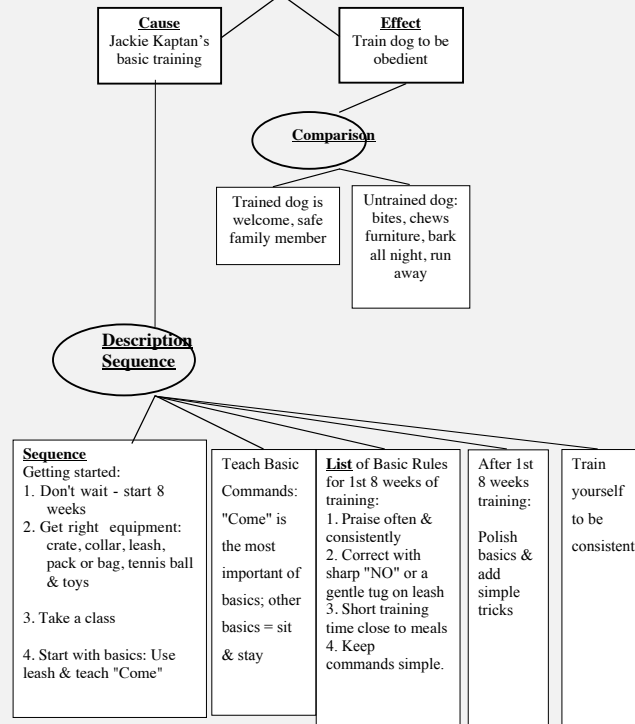 Cause
Jackie Kaptan's
basic training
Effect
Train dog to be
obedient
Comparison
Trained dog is
welcome, safe
family member
Untrained dog:
bites, chews
furniture, bark
all night, run
away
Description
Sequence
Sequence
Getting started:
1. Don't wait - start 8
weeks
2. Get right equipment:
crate, collar, leash,
pack or bag, tennis ball
& toys
3. Take a class
4. Start with basics: Use
leash & teach "Come"
Teach Basic
Commands:
"Come" is
the most
important of
basics; other
basics = sit
& stay
List of Basic Rules
for 1st 8 weeks of
training:
1. Praise often &
consistently
2. Correct with
sharp "NO" or a
gentle tug on leash
3. Short training
time close to meals
4. Keep
commands simple.
After 1st
8 weeks
training:
Polish
basics &
add
simple
tricks
Train
yourself
to be
consistent